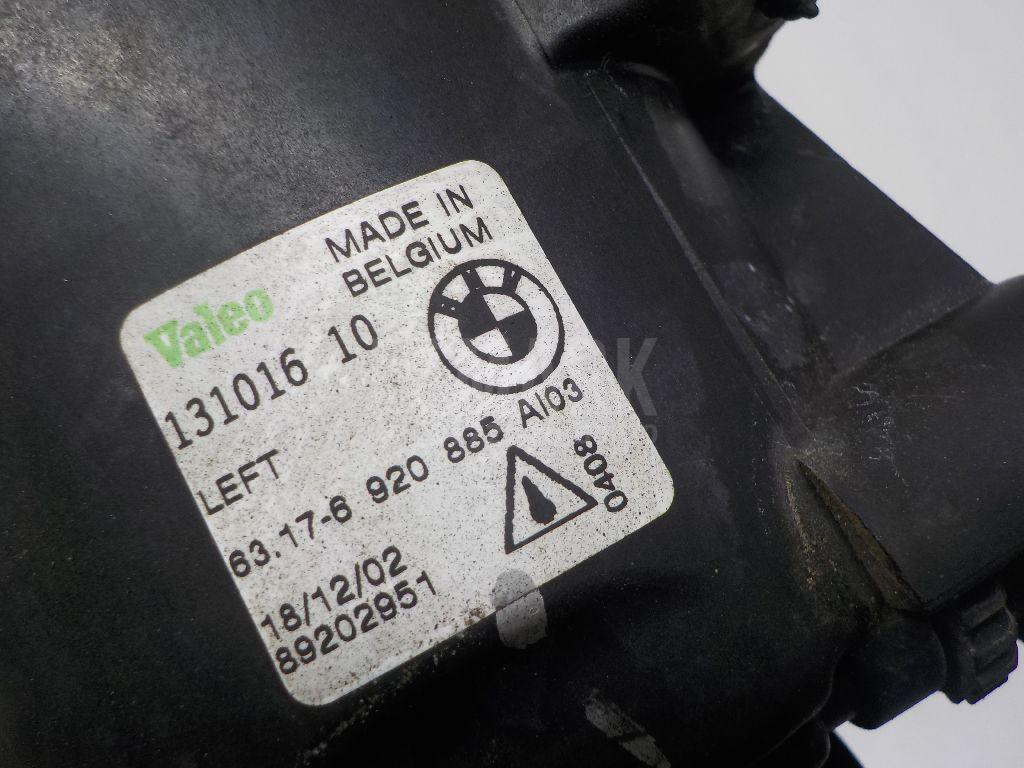 MADE IN
BELGIUM
Valeo
131016 10
LEFT
63.17-6 920 885 AI03
0408
18/12/02
89202951